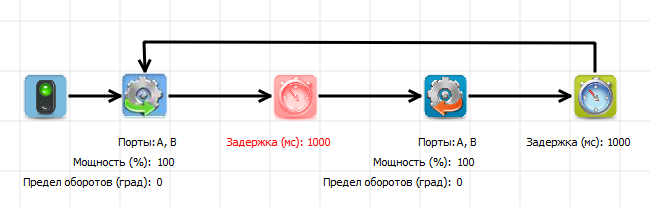 Порты: A, B
Мощность (%): 100
Предел оборотов (град): 0
Задержка (мс): 1000
Порты: A, B
Мощность (%): 100
Предел оборотов (град): 0
Задержка (мс): 1000